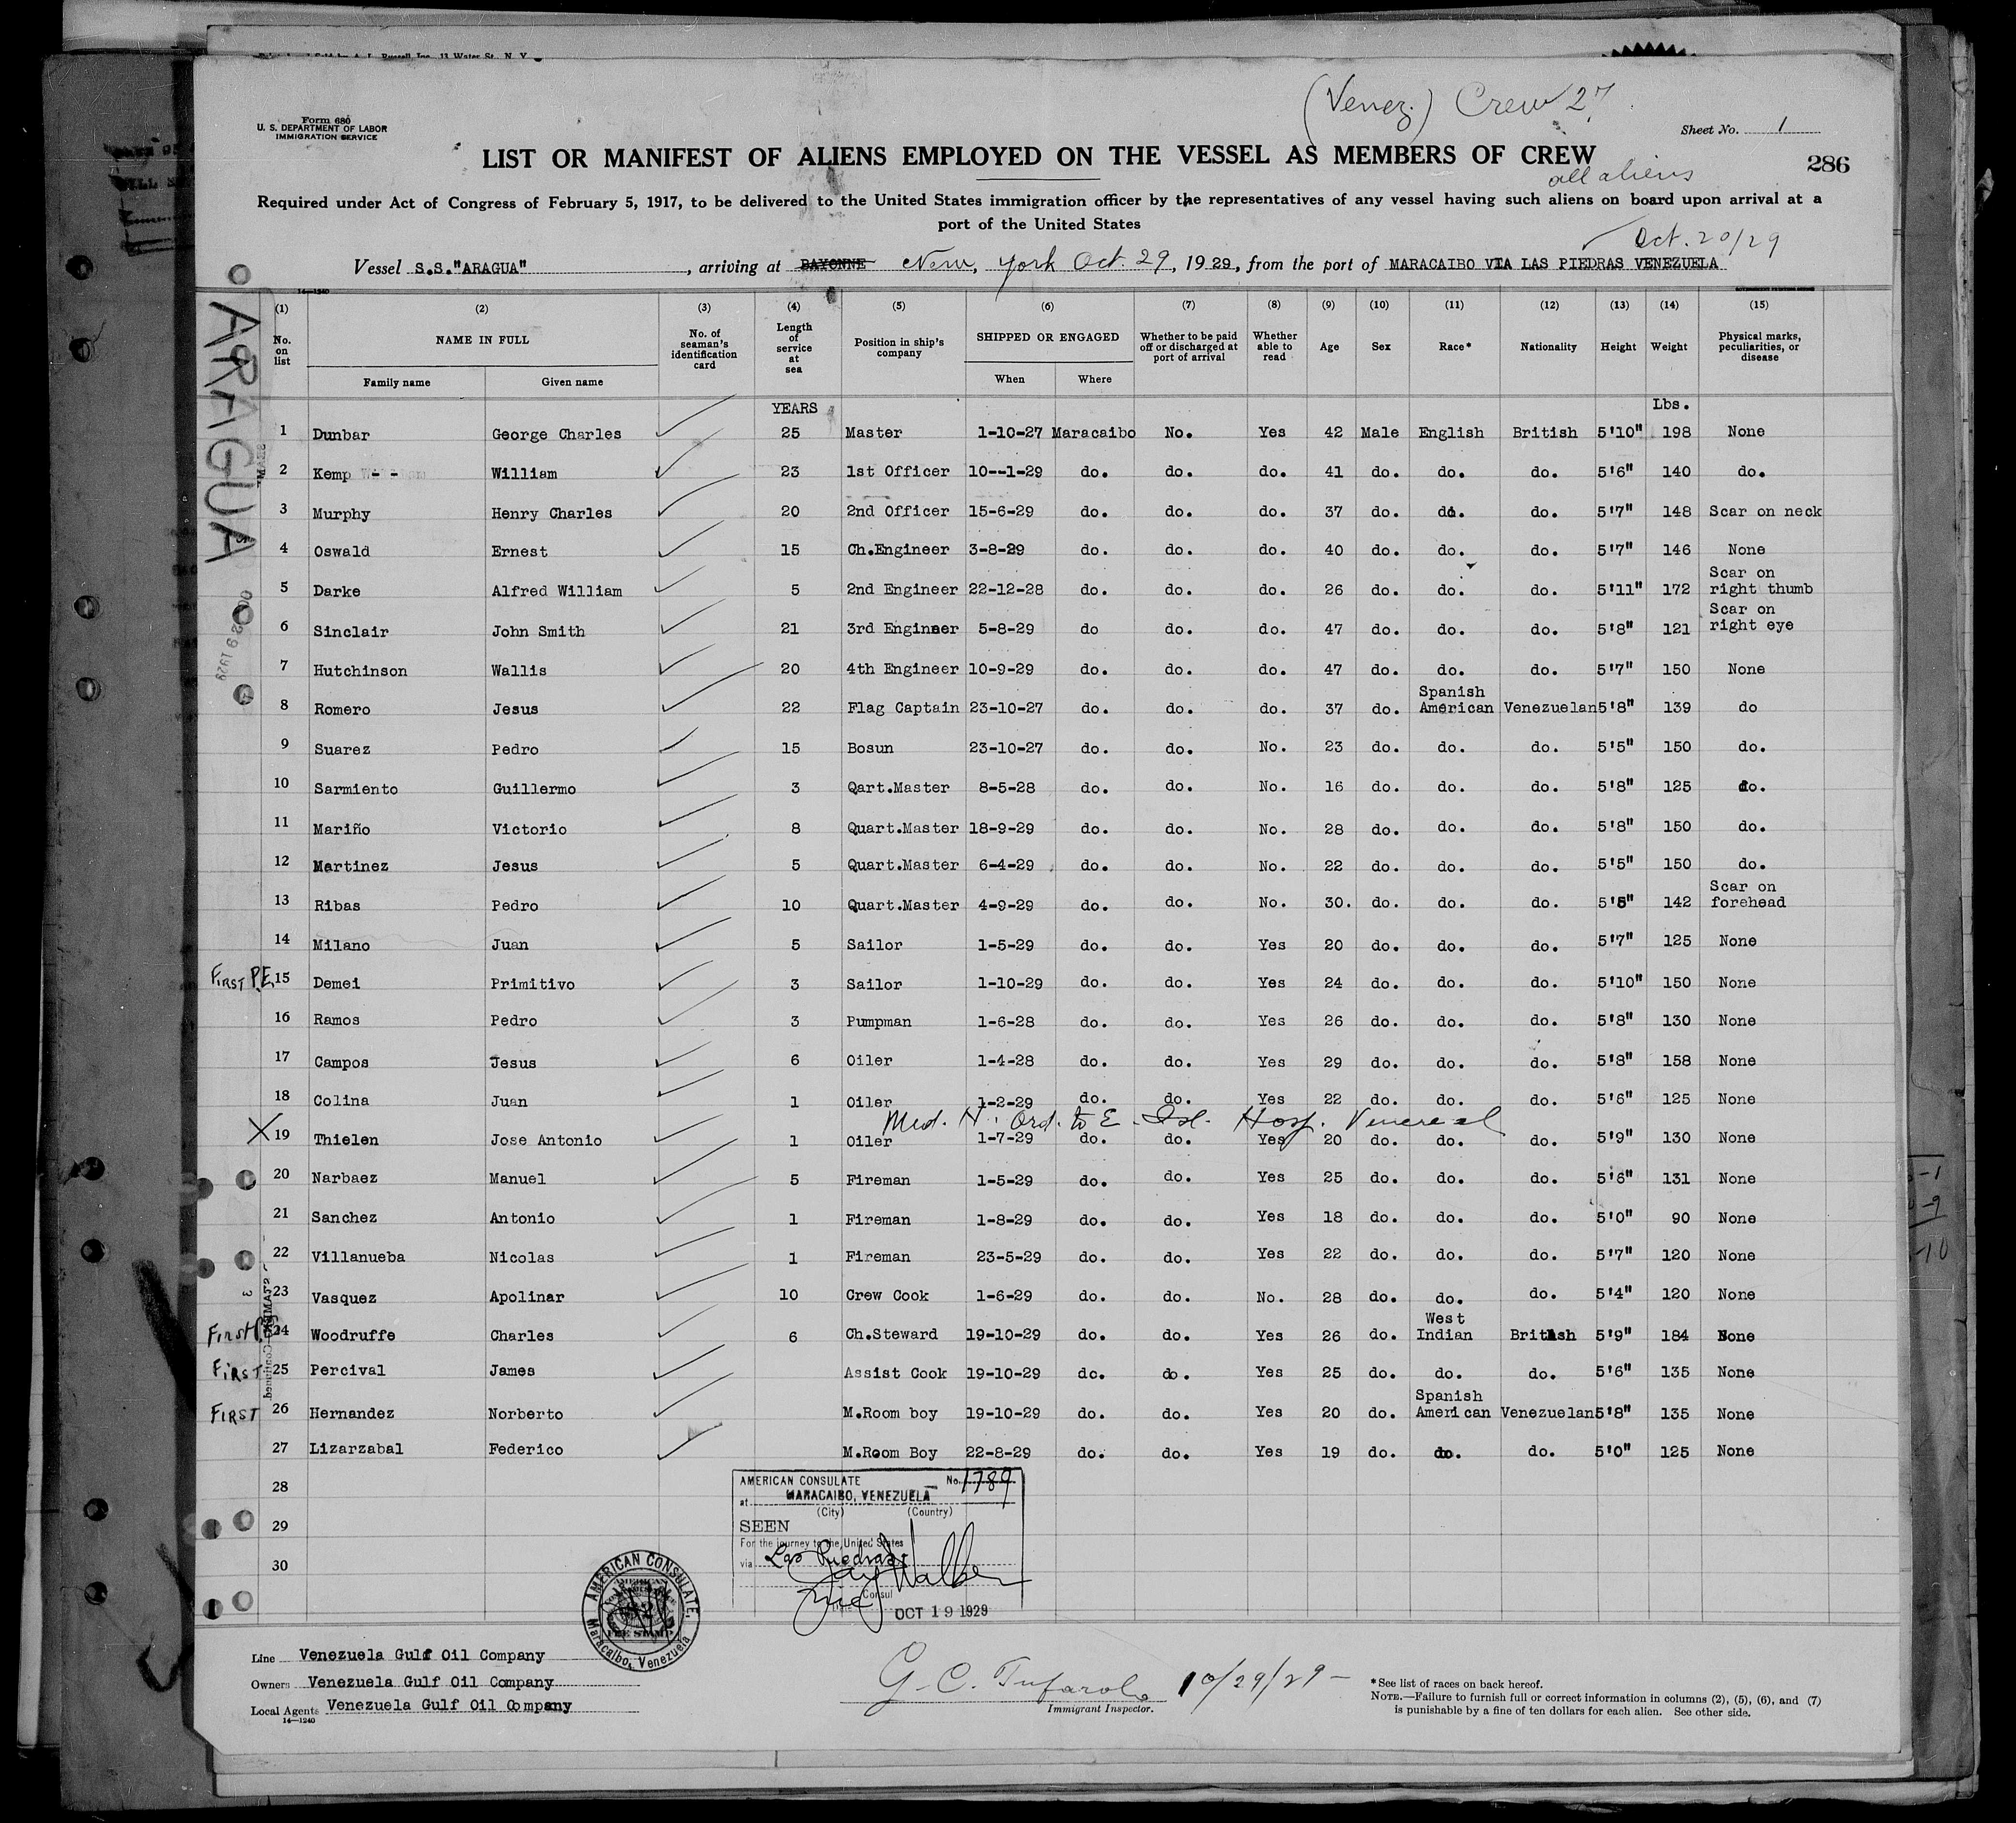 (Venez.) Crew 27
Form 680
U. S. DEPARTMENT OF LABOR
IMMIGRATION SERVICE
Sheet No. 1
LIST OR MANIFEST OF ALIENS EMPLOYED ON THE VESSEL AS MEMBERS OF CREW
all aliens
286
Required under Act of Congress of February 5, 1917, to be delivered to the United States immigration officer by the representatives of any vessel having such aliens on board upon arrival at a
port of the United States
Oct. 20/29
Vessel S.S."ARAGUA", arriving at BAYONNE New York Oct. 29, 1929, from the port of MARACAIBO VIA LAS PIEDRAS VENEZUELA
14—1240
ARAGUA
OCT 29 1929
(1) (2) (3) (4) (5) (6) (7) (8) (9) (10) (11) (12) (13) (14) (15)
No. on list NAME IN FULL Family name Given name No. of seaman's identification card Length of service at sea Position in ship's company SHIPPED OR ENGAGED When Where Whether to be paid off or discharged at port of arrival Whether able to read Age Sex Race* Nationality Height Weight Physical marks, peculiarities, or disease
YEARS Lbs.
1 Dunbar George Charles 25 Master 1-10-27 Maracaibo No. Yes 42 Male English British 5'10" 198 None
2 Kemp - - William 23 1st Officer 10--1-29 do. do. do. 41 do. do. do. 5'6" 140 do.
3 Murphy Henry Charles 20 2nd Officer 15-6-29 do. do. do. 37 do. do. do. 5'7" 148 Scar on neck
4 Oswald Ernest 15 Ch.Engineer 3-8-29 do. do. do. 40 do. do. do. 5'7" 146 None
5 Darke Alfred William 5 2nd Engineer 22-12-28 do. do. do. 26 do. do. do. 5'11" 172 Scar on right thumb
6 Sinclair John Smith 21 3rd Enginner 5-8-29 do do. do. 47 do. do. do. 5'8" 121 Scar on right eye
7 Hutchinson Wallis 20 4th Engineer 10-9-29 do. do. do. 47 do. do. do. 5'7" 150 None
8 Romero Jesus 22 Flag Captain 23-10-27 do. do. do. 37 do. Spanish American Venezuelan 5'8" 139 do
9 Suarez Pedro 15 Bosun 23-10-27 do. do. No. 23 do. do. do. 5'5" 150 do.
10 Sarmiento Guillermo 3 Qart.Master 8-5-28 do. do. No. 16 do. do. do. 5'8" 125 do.
11 Mariño Victorio 8 Quart.Master 18-9-29 do. do. No. 28 do. do. do. 5'8" 150 do.
12 Martinez Jesus 5 Quart.Master 6-4-29 do. do. No. 22 do. do. do. 5'5" 150 do.
13 Ribas Pedro 10 Quart.Master 4-9-29 do. do. No. 30. do. do. do. 5'5" 142 Scar on forehead
14 Milano Juan 5 Sailor 1-5-29 do. do. Yes 20 do. do. do. 5'7" 125 None
FIRST P.E. 15 Demei Primitivo 3 Sailor 1-10-29 do. do. Yes 24 do. do. do. 5'10" 150 None
16 Ramos Pedro 3 Pumpman 1-6-28 do. do. Yes 26 do. do. do. 5'8" 130 None
17 Campos Jesus 6 Oiler 1-4-28 do. do. Yes 29 do. do. do. 5'8" 158 None
18 Colina Juan 1 Oiler 1-2-29 do. do. Yes 22 do. do. do. 5'6" 125 None
Ord. to E. Isl. Hosp. Venereal
X 19 Thielen Jose Antonio 1 Oiler 1-7-29 do. do. Yes 20 do. do. do. 5'9" 130 None
20 Narbaez Manuel 5 Fireman 1-5-29 do. do. Yes 25 do. do. do. 5'6" 131 None
21 Sanchez Antonio 1 Fireman 1-8-29 do. do. Yes 18 do. do. do. 5'0" 90 None
22 Villanueba Nicolas 1 Fireman 23-5-29 do. do. Yes 22 do. do. do. 5'7" 120 None
23 Vasquez Apolinar 10 Crew Cook 1-6-29 do. do. No. 28 do. do. do. 5'4" 120 None
First 24 Woodruffe Charles 6 Ch.Steward 19-10-29 do. do. Yes 26 do. West Indian British 5'9" 184 None
FIRST 25 Percival James Assist Cook 19-10-29 do. do. Yes 25 do. do. do. 5'6" 135 None
FIRST 26 Hernandez Norberto M.Room boy 19-10-29 do. do. Yes 20 do. Spanish American Venezuelan 5'8" 135 None
27 Lizarzabal Federico M.Room Boy 22-8-29 do. do. Yes 19 do. do. do. 5'0" 125 None
28
29
30
AMERICAN CONSULATE No. 1789
at MARACAIBO, VENEZUELA
(City) (Country)
SEEN
For the journey to the United States
via Las Piedras
Jay Walker
Consul
OCT 19 1929
AMERICAN CONSULATE,
Maracaibo, Venezuela
FEE STAMP
Line Venezuela Gulf Oil Company
Owners Venezuela Gulf Oil Company
Local Agents Venezuela Gulf Oil Company
14—1240
G. C. Tufarolo 10/29/29
Immigrant Inspector.
*See list of races on back hereof.
NOTE.—Failure to furnish full or correct information in columns (2), (5), (6), and (7)
is punishable by a fine of ten dollars for each alien. See other side.